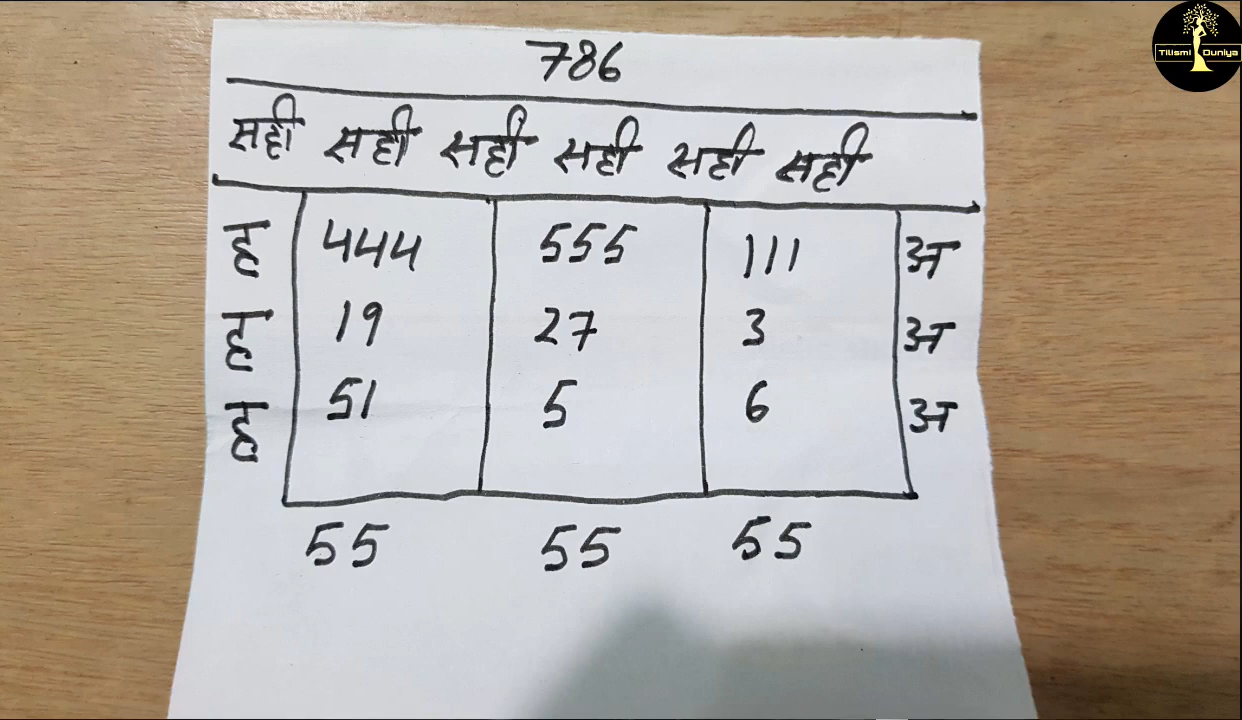 Tilismi Duniya
786
सही सही सही सही सही सही
ह 444 555 111 अ
ह 19 27 3 अ
ह 51 5 6 अ
55 55 55